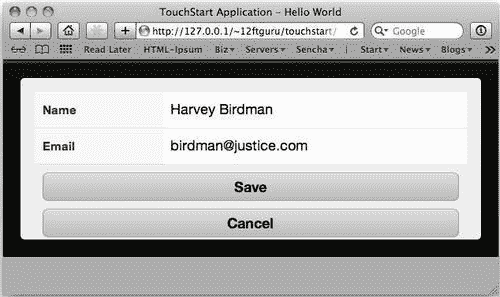 TouchStart Application - Hello World
http://127.0.0.1/~12ftguru/touchstart/
Google
Read Later HTML-Ipsum Biz Servers Sencha Start News Blogs
Name Harvey Birdman
Email birdman@justice.com
Save
Cancel